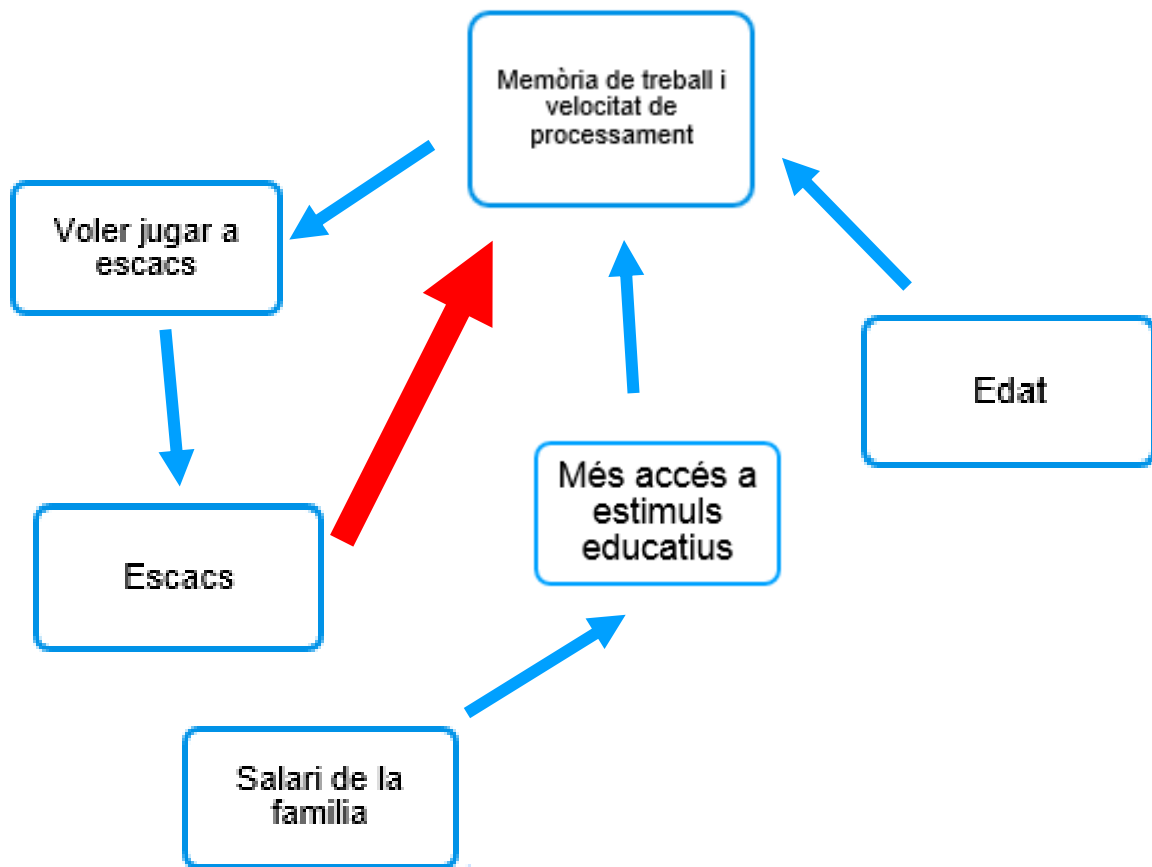 Memòria de treball i
velocitat de
processament
Voler jugar a
escacs
Edat
Més accés a
estimuls
educatius
Escacs
Salari de la
familia